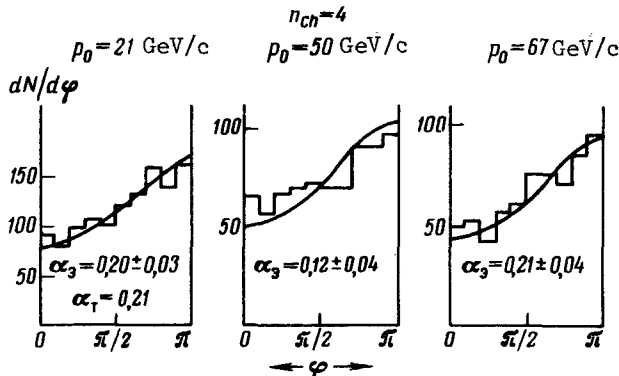 n_Ch=4
p_0=21 GeV/c
p_0=50 GeV/c
p_0=67 GeV/c
dN/dφ
150
100
50
α_э=0,20±0,03
α_т=0,21
0
π/2
π
100
50
α_э=0,12±0,04
0
π/2
π
100
50
α_э=0,21±0,04
0
π/2
π
← φ →